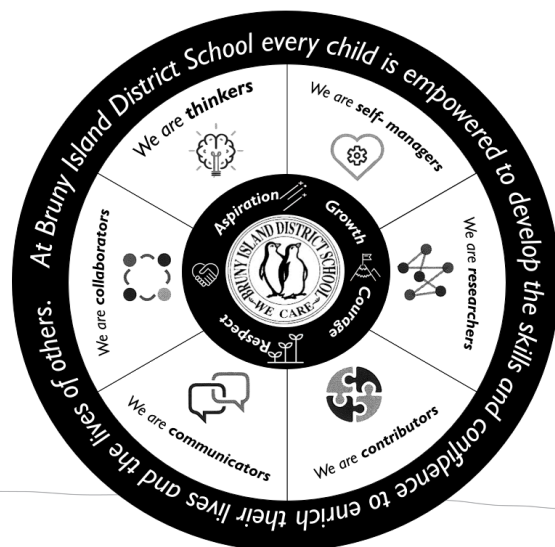 At Bruny Island District School every child is empowered to develop the skills and confidence to enrich their lives and the lives of others.
We are thinkers
We are self- managers
We are researchers
We are contributors
We are communicators
We are collaborators
Aspiration
Growth
Courage
Respect
BRUNY ISLAND DISTRICT SCHOOL
WE CARE